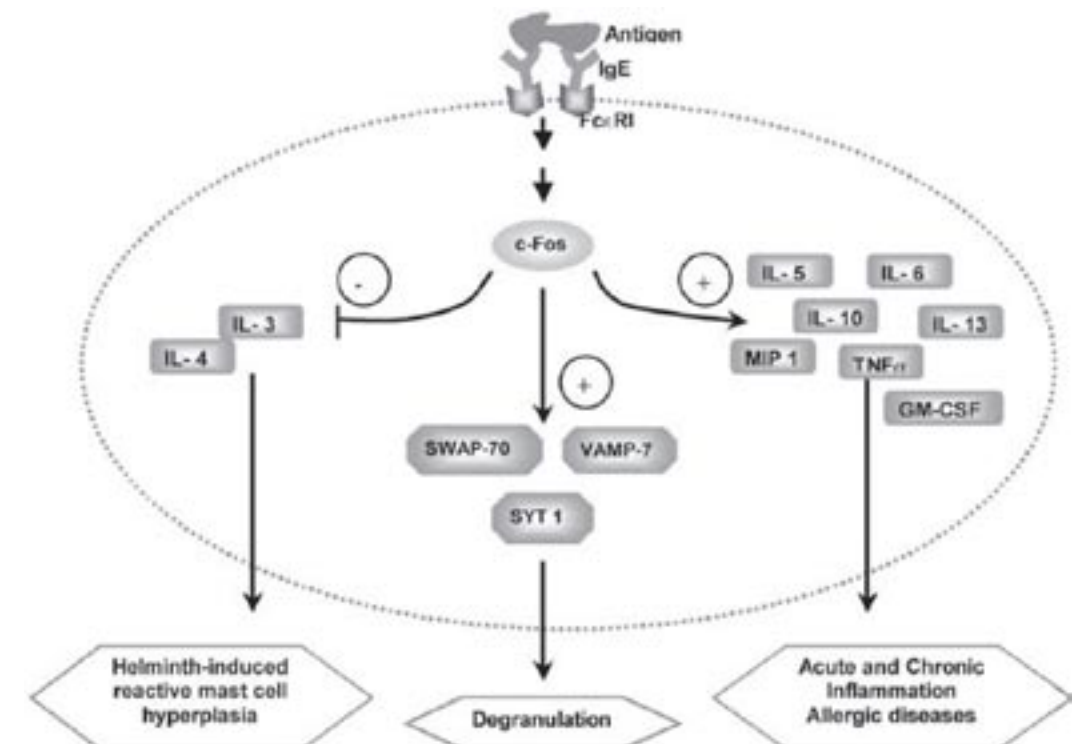 Antigen
IgE
FcεRI
c-Fos
-
+
IL- 5
IL- 6
IL- 3
IL- 10
IL- 13
IL- 4
MIP 1
TNFα
+
GM-CSF
SWAP-70
VAMP-7
SYT 1
Helminth-induced
reactive mast cell
hyperplasia
Degranulation
Acute and Chronic
Inflammation
Allergic diseases